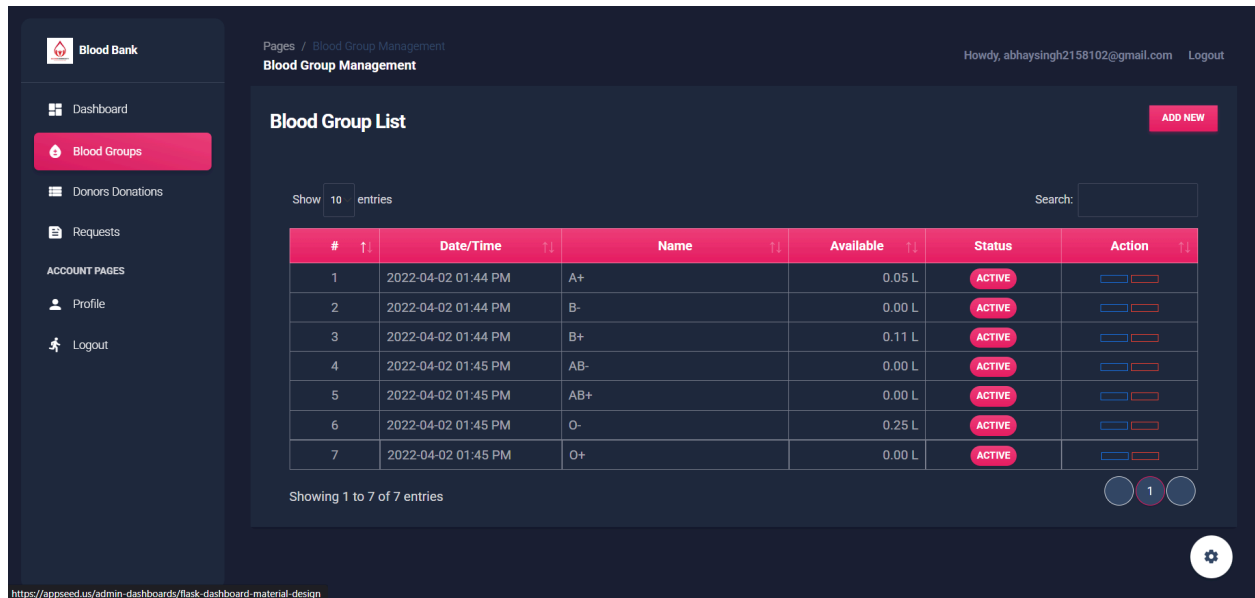 Blood Bank
Dashboard
Blood Groups
Donors Donations
Requests
ACCOUNT PAGES
Profile
Logout
Pages / Blood Group Management
Blood Group Management
Howdy, abhaysingh2158102@gmail.com Logout
Blood Group List
ADD NEW
Show 10 entries
Search:
# Date/Time Name Available Status Action
1 2022-04-02 01:44 PM A+ 0.05 L ACTIVE
2 2022-04-02 01:44 PM B- 0.00 L ACTIVE
3 2022-04-02 01:44 PM B+ 0.11 L ACTIVE
4 2022-04-02 01:45 PM AB- 0.00 L ACTIVE
5 2022-04-02 01:45 PM AB+ 0.00 L ACTIVE
6 2022-04-02 01:45 PM O- 0.25 L ACTIVE
7 2022-04-02 01:45 PM O+ 0.00 L ACTIVE
Showing 1 to 7 of 7 entries
1
https://appseed.us/admin-dashboards/flask-dashboard-material-design